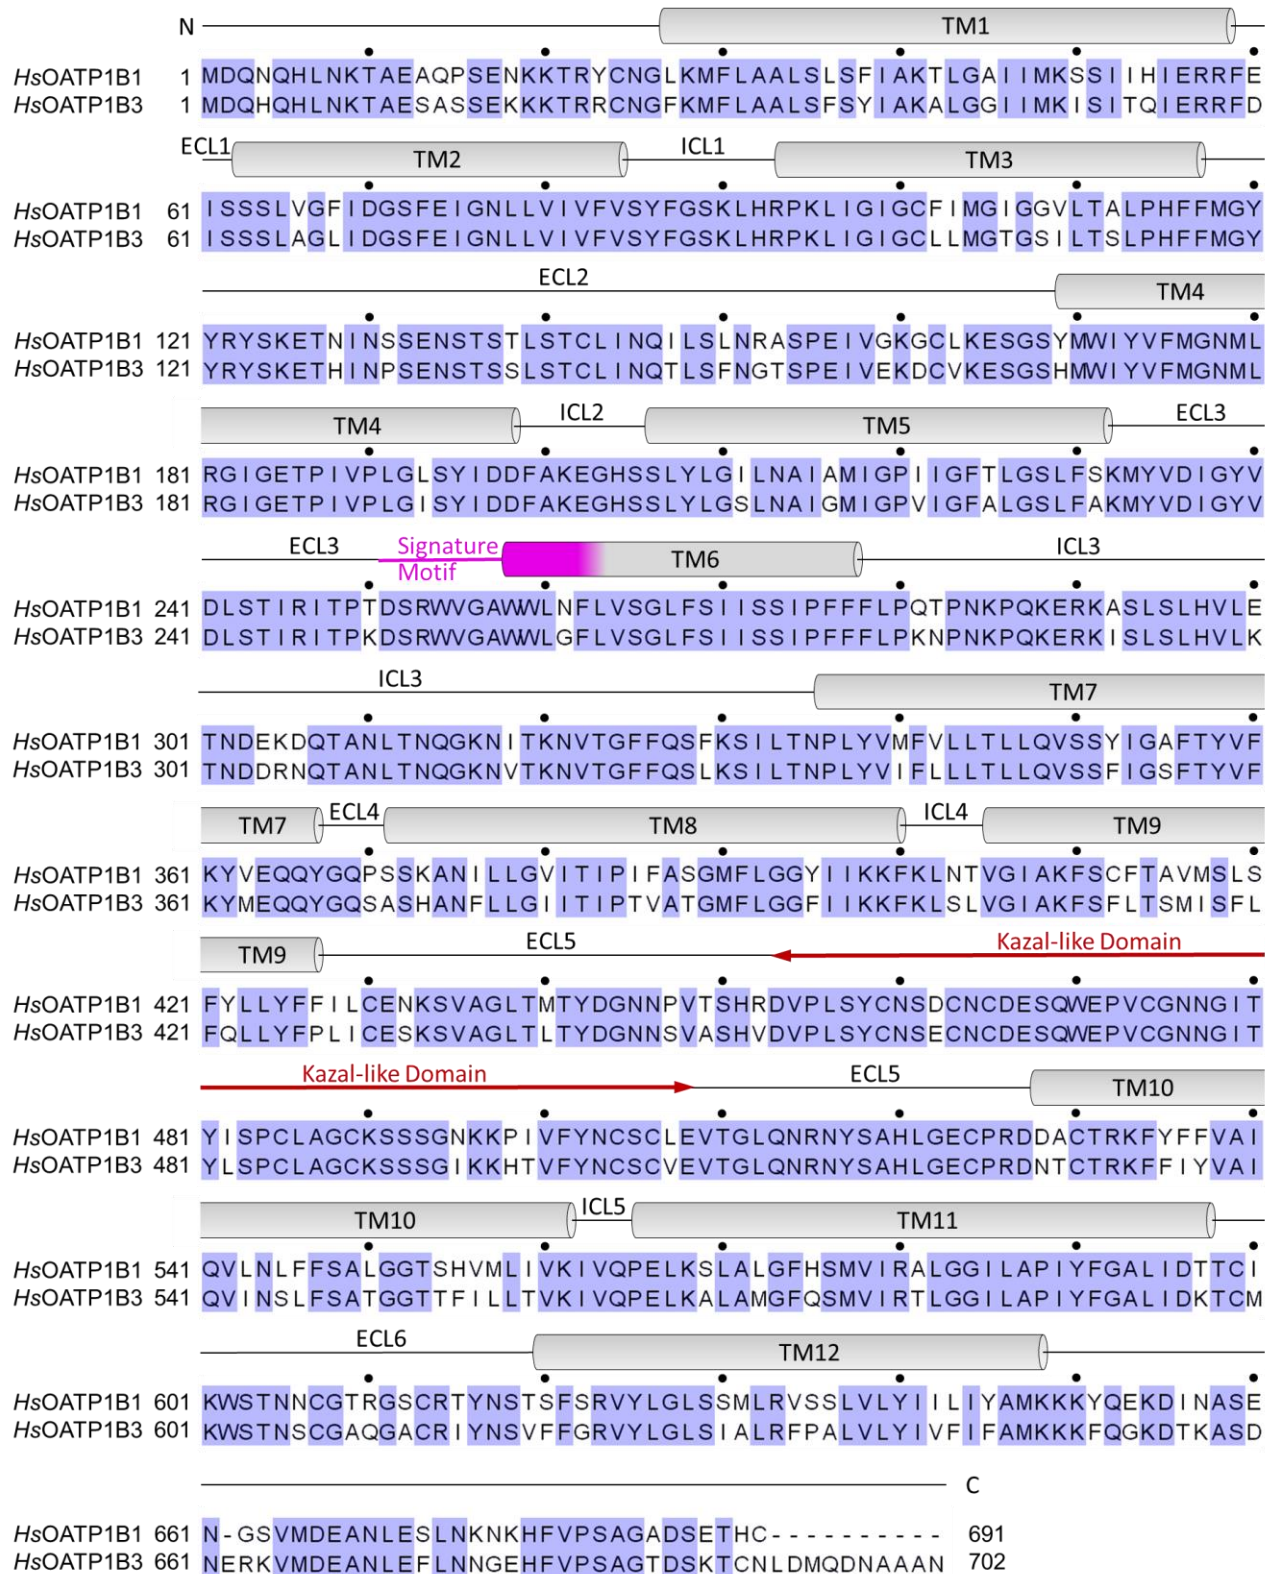 N TM1
HsOATP1B1 1 MDQNQHLNKTAEAQPSENKKTRYCNGLKMFLAALSLSFIAKTLGAIIMKSSIIHIERRFE
HsOATP1B3 1 MDQHQHLNKTAESASSEKKKTRRCNGFKMFLAALSFSYIAKALGGIIMKISITQIERRFD
ECL1 TM2 ICL1 TM3
HsOATP1B1 61 ISSSLVGFIDGSFEIGNLLVIVFVSYFGSKLHRPKLIGIGCFIMGIGGVLTALPHFFMGY
HsOATP1B3 61 ISSSLAGLIDGSFEIGNLLVIVFVSYFGSKLHRPKLIGIGCLLMGTGSILTSLPHFFMGY
ECL2 TM4
HsOATP1B1 121 YRYSKETNINSSENSTSTLSTCLINQILSLNRASPEIVGKGCLKESGSYMWIYVFMGNML
HsOATP1B3 121 YRYSKETHINPSENSTSSLSTCLINQTLSFNGTSPEIVEKDCVKESGSHMWIYVFMGNML
TM4 ICL2 TM5 ECL3
HsOATP1B1 181 RGIGETPIVPLGLSYIDDFAKEGHSSLYLGILNAIAMIGPIIGFTLGSLFSKMYVDIGYV
HsOATP1B3 181 RGIGETPIVPLGISYIDDFAKEGHSSLYLGSLNAIGMIGPVIGFALGSLFAKMYVDIGYV
ECL3 Signature Motif TM6 ICL3
HsOATP1B1 241 DLSTIRITPTDSRWVGAWWLNFLVSGLFSIISSIPFFFLPQTPNKPQKERKASLSLHVLE
HsOATP1B3 241 DLSTIRITPKDSRWVGAWWLGFLVSGLFSIISSIPFFFLPKNPNKPQKERKISLSLHVLK
ICL3 TM7
HsOATP1B1 301 TNDEKDQTANLTNQGKNITKNVTGFFQSFKSILTNPLYVMFVLLTLLQVSSYIGAFTYVF
HsOATP1B3 301 TNDDRNQTANLTNQGKNVTKNVTGFFQSLKSILTNPLYVIFLLLTLLQVSSFIGSFTYVF
TM7 ECL4 TM8 ICL4 TM9
HsOATP1B1 361 KYVEQQYGQPSSKANILLGVITIPIFASGMFLGGYIIKKFKLNTVGIAKFSCFTAVMSLS
HsOATP1B3 361 KYMEQQYGQSASHANFLLGIITIPTVATGMFLGGFIIKKFKLSLVGIAKFSFLTSMISFL
TM9 ECL5 Kazal-like Domain
HsOATP1B1 421 FYLLYFFILCENKSVAGLTMTYDGNNPVTSHRDVPLSYCNSDCNCDESQWEPVCGNNGIT
HsOATP1B3 421 FQLLYFPLICESKSVAGLTLTYDGNNSVASHVDVPLSYCNSECNCDESQWEPVCGNNGIT
Kazal-like Domain ECL5 TM10
HsOATP1B1 481 YISPCLAGCKSSSGNKKPIVFYNCSCLEVTGLQNRNYSAHLGECPRDDACTRKFYFFVAI
HsOATP1B3 481 YLSPCLAGCKSSSGIKKHTVFYNCSCVEVTGLQNRNYSAHLGECPRDNTCTRKFFIYVAI
TM10 ICL5 TM11
HsOATP1B1 541 QVLNLFFSALGGTSHVMLIVKIVQPELKSLALGFHSMVIRALGGILAPIYFGALIDTTCI
HsOATP1B3 541 QVINSLFSATGGTTFILLTVKIVQPELKALAMGFQSMVIRTLGGILAPIYFGALIDKTCM
ECL6 TM12
HsOATP1B1 601 KWSTNNCGTRGSCRTYNSTSFSRVYLGLSSMLRVSSLVLYIILIYAMKKKYQEKDINASE
HsOATP1B3 601 KWSTNSCGAQGACRIYNSVFFGRVYLGLSIALRFPALVLYIVFIFAMKKKFQGKDTKASD
C
HsOATP1B1 661 N-GSVMDEANLESLNKNKHFVPSAGADSETHC---------- 691
HsOATP1B3 661 NERKVMDEANLEFLNNGEHFVPSAGTDSKTCNLDMQDNAAAN 702